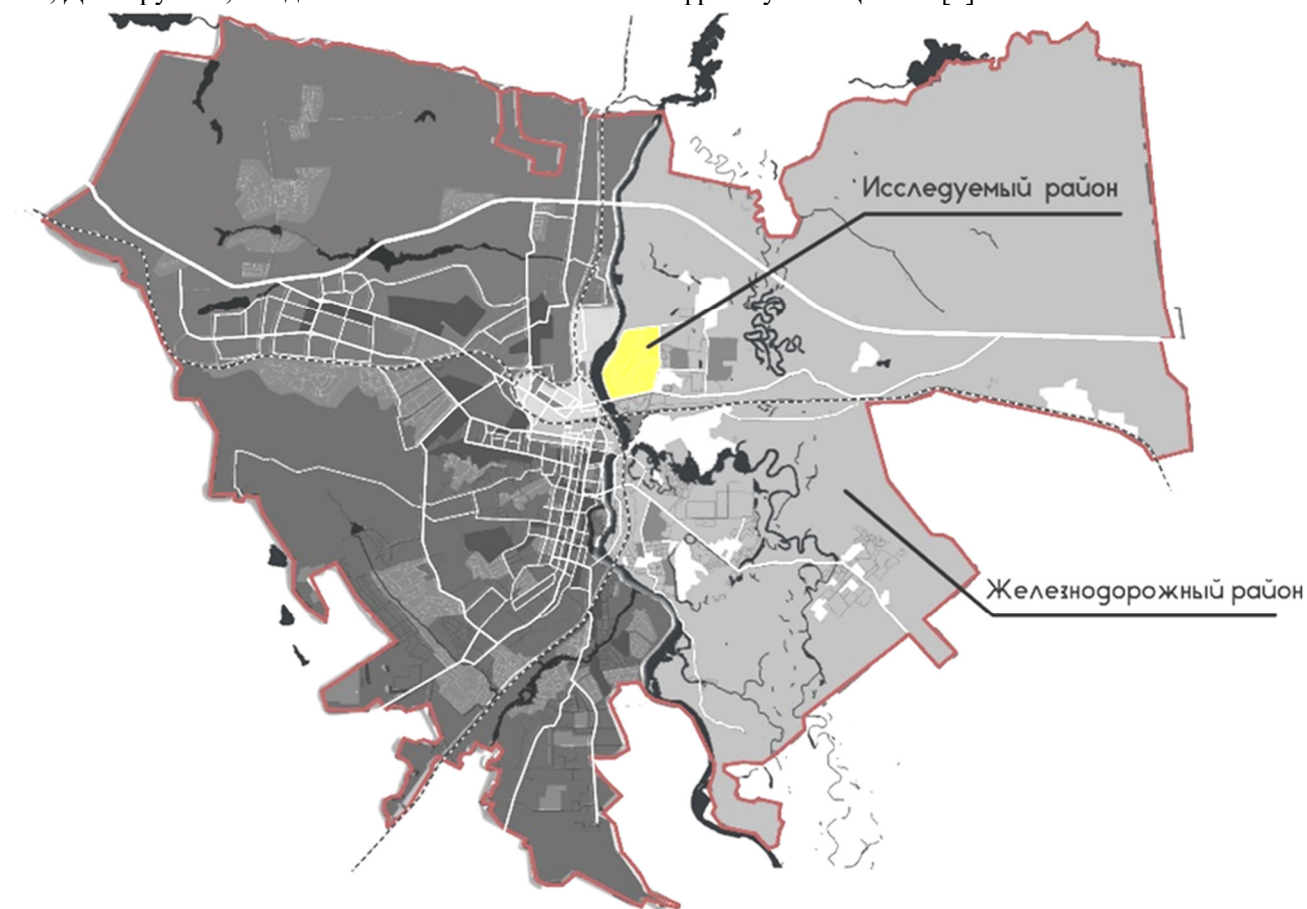 Исследуемый район
Железнодорожный район